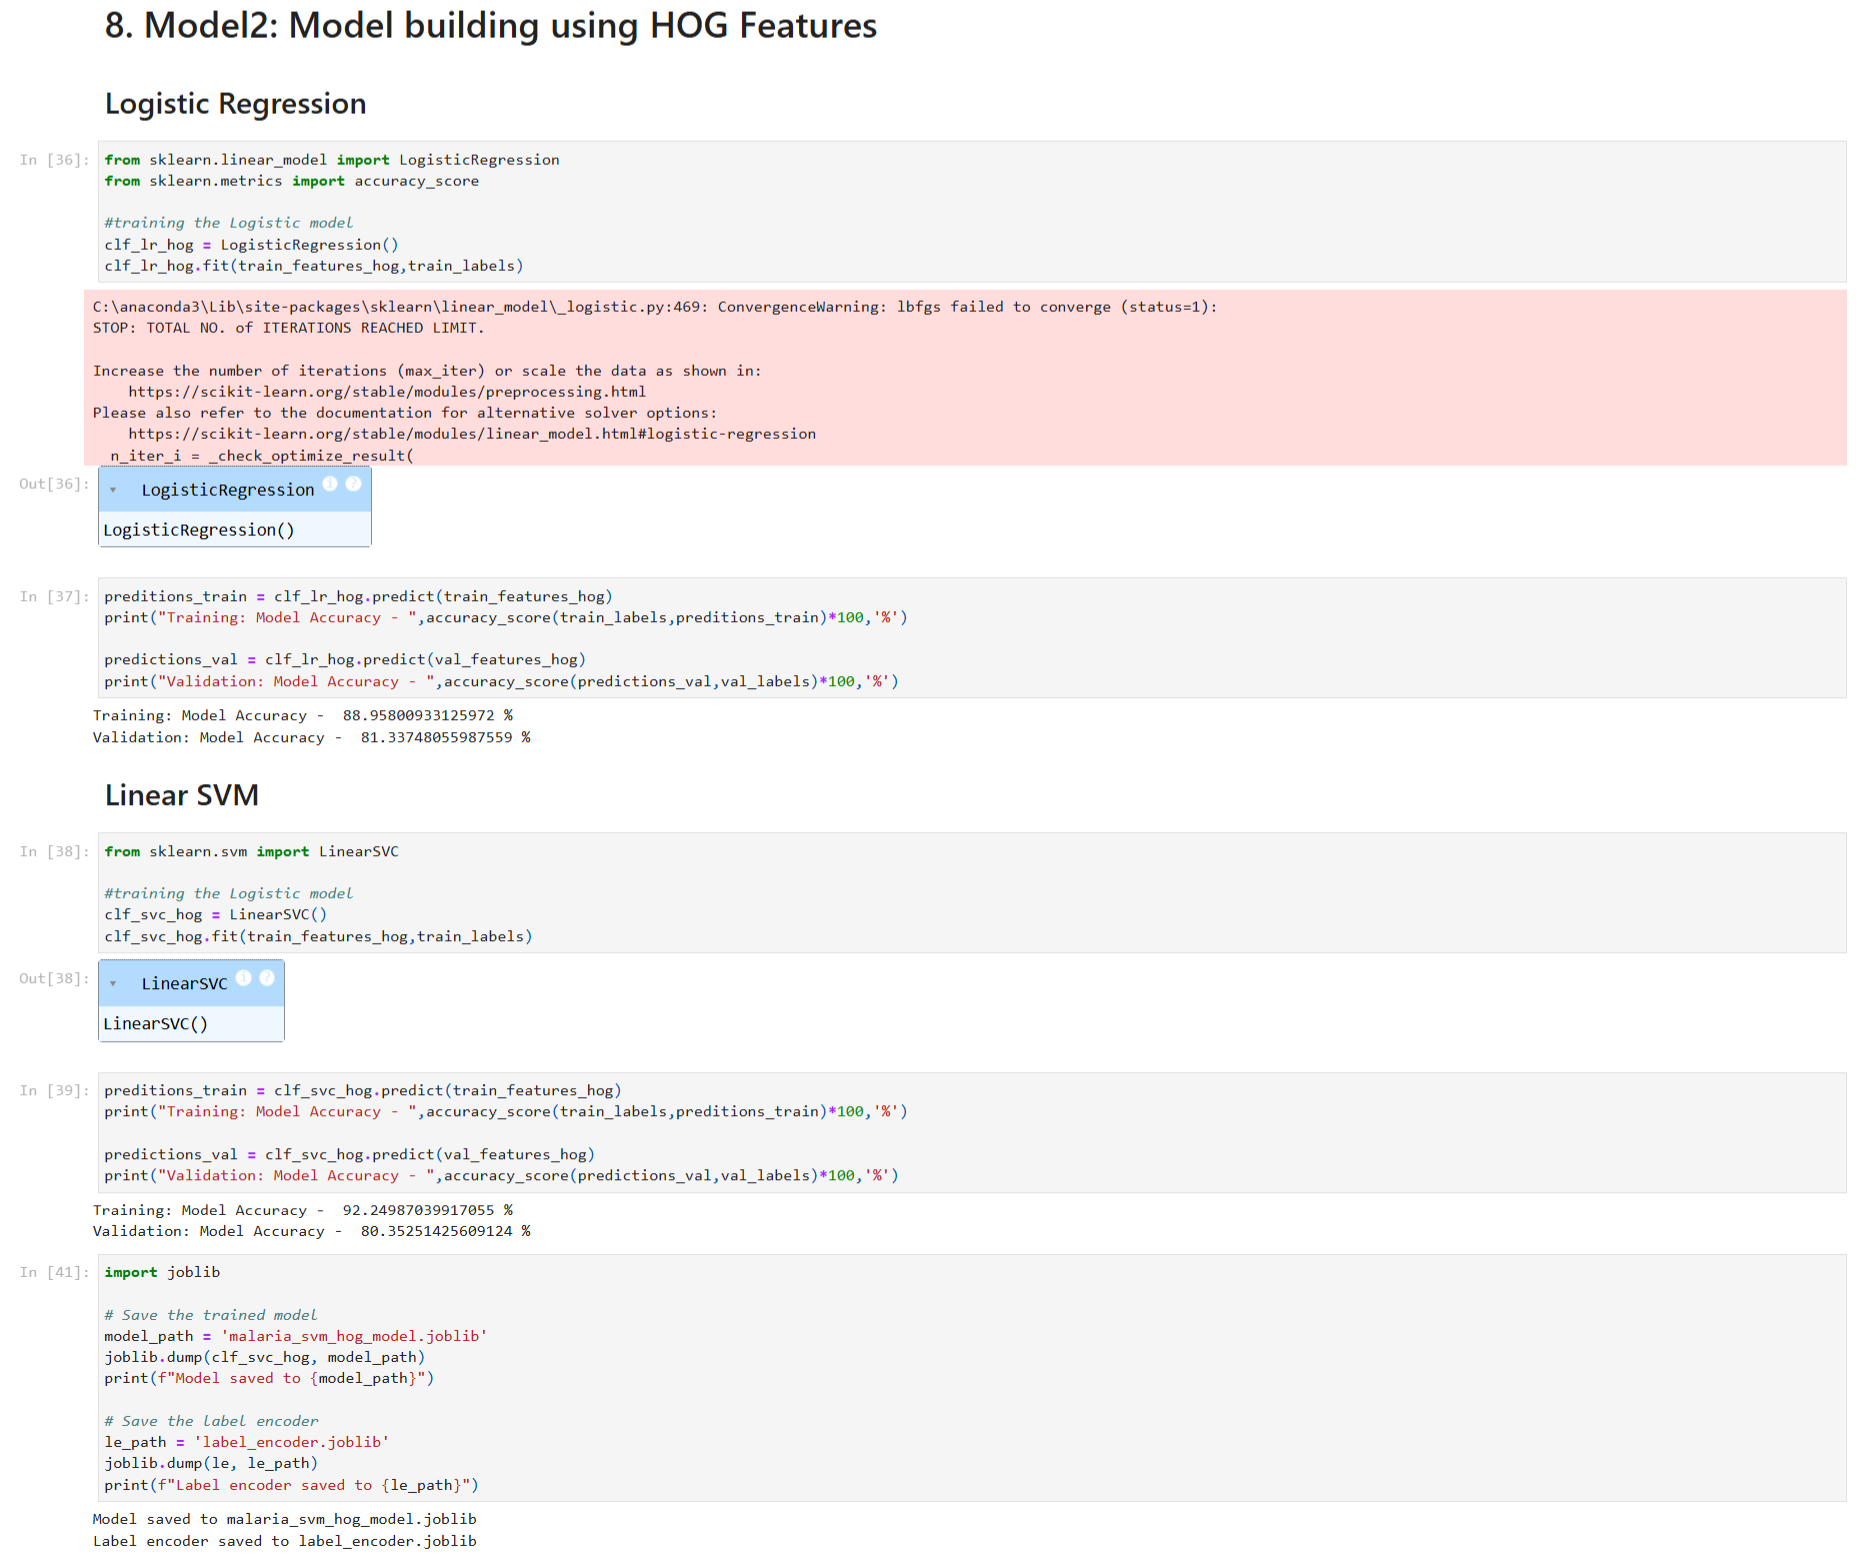 8. Model2: Model building using HOG Features
Logistic Regression
In [36]:
from sklearn.linear_model import LogisticRegression
from sklearn.metrics import accuracy_score
#training the Logistic model
clf_lr_hog = LogisticRegression()
clf_lr_hog.fit(train_features_hog,train_labels)
C:\anaconda3\Lib\site-packages\sklearn\linear_model\_logistic.py:469: ConvergenceWarning: lbfgs failed to converge (status=1):
STOP: TOTAL NO. of ITERATIONS REACHED LIMIT.
Increase the number of iterations (max_iter) or scale the data as shown in:
    https://scikit-learn.org/stable/modules/preprocessing.html
Please also refer to the documentation for alternative solver options:
    https://scikit-learn.org/stable/modules/linear_model.html#logistic-regression
  n_iter_i = _check_optimize_result(
Out[36]:
LogisticRegression i ?
LogisticRegression()
In [37]:
preditions_train = clf_lr_hog.predict(train_features_hog)
print("Training: Model Accuracy - ",accuracy_score(train_labels,preditions_train)*100,'%')
predictions_val = clf_lr_hog.predict(val_features_hog)
print("Validation: Model Accuracy - ",accuracy_score(predictions_val,val_labels)*100,'%')
Training: Model Accuracy -  88.95800933125972 %
Validation: Model Accuracy -  81.33748055987559 %
Linear SVM
In [38]:
from sklearn.svm import LinearSVC
#training the Logistic model
clf_svc_hog = LinearSVC()
clf_svc_hog.fit(train_features_hog,train_labels)
Out[38]:
LinearSVC i ?
LinearSVC()
In [39]:
preditions_train = clf_svc_hog.predict(train_features_hog)
print("Training: Model Accuracy - ",accuracy_score(train_labels,preditions_train)*100,'%')
predictions_val = clf_svc_hog.predict(val_features_hog)
print("Validation: Model Accuracy - ",accuracy_score(predictions_val,val_labels)*100,'%')
Training: Model Accuracy -  92.24987039917055 %
Validation: Model Accuracy -  80.35251425609124 %
In [41]:
import joblib
# Save the trained model
model_path = 'malaria_svm_hog_model.joblib'
joblib.dump(clf_svc_hog, model_path)
print(f"Model saved to {model_path}")
# Save the label encoder
le_path = 'label_encoder.joblib'
joblib.dump(le, le_path)
print(f"Label encoder saved to {le_path}")
Model saved to malaria_svm_hog_model.joblib
Label encoder saved to label_encoder.joblib